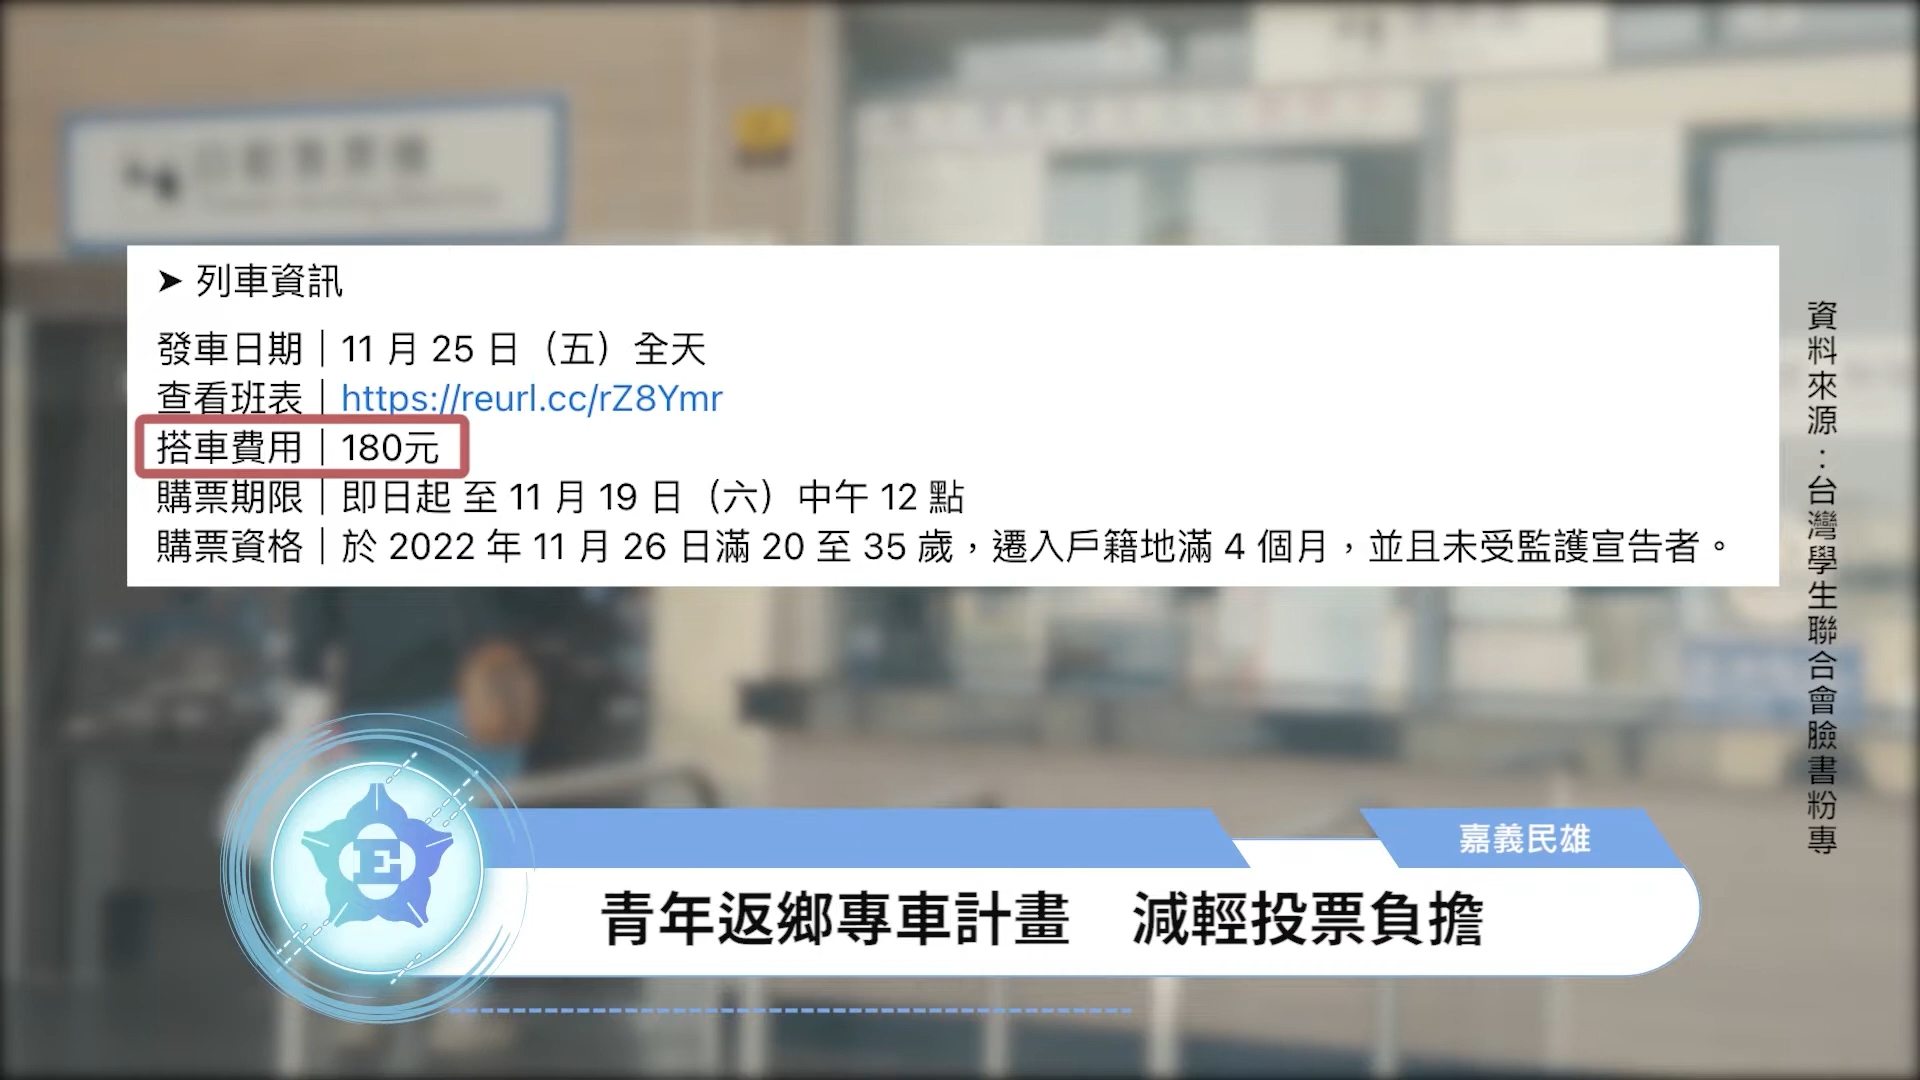 ➤ 列車資訊
發車日期｜11 月 25 日（五）全天
查看班表｜https://reurl.cc/rZ8Ymr
搭車費用｜180元
購票期限｜即日起 至 11 月 19 日（六）中午 12 點
購票資格｜於 2022 年 11 月 26 日滿 20 至 35 歲，遷入戶籍地滿 4 個月，並且未受監護宣告者。
資料來源：台灣學生聯合會臉書粉專
嘉義民雄
E
青年返鄉專車計畫　減輕投票負擔